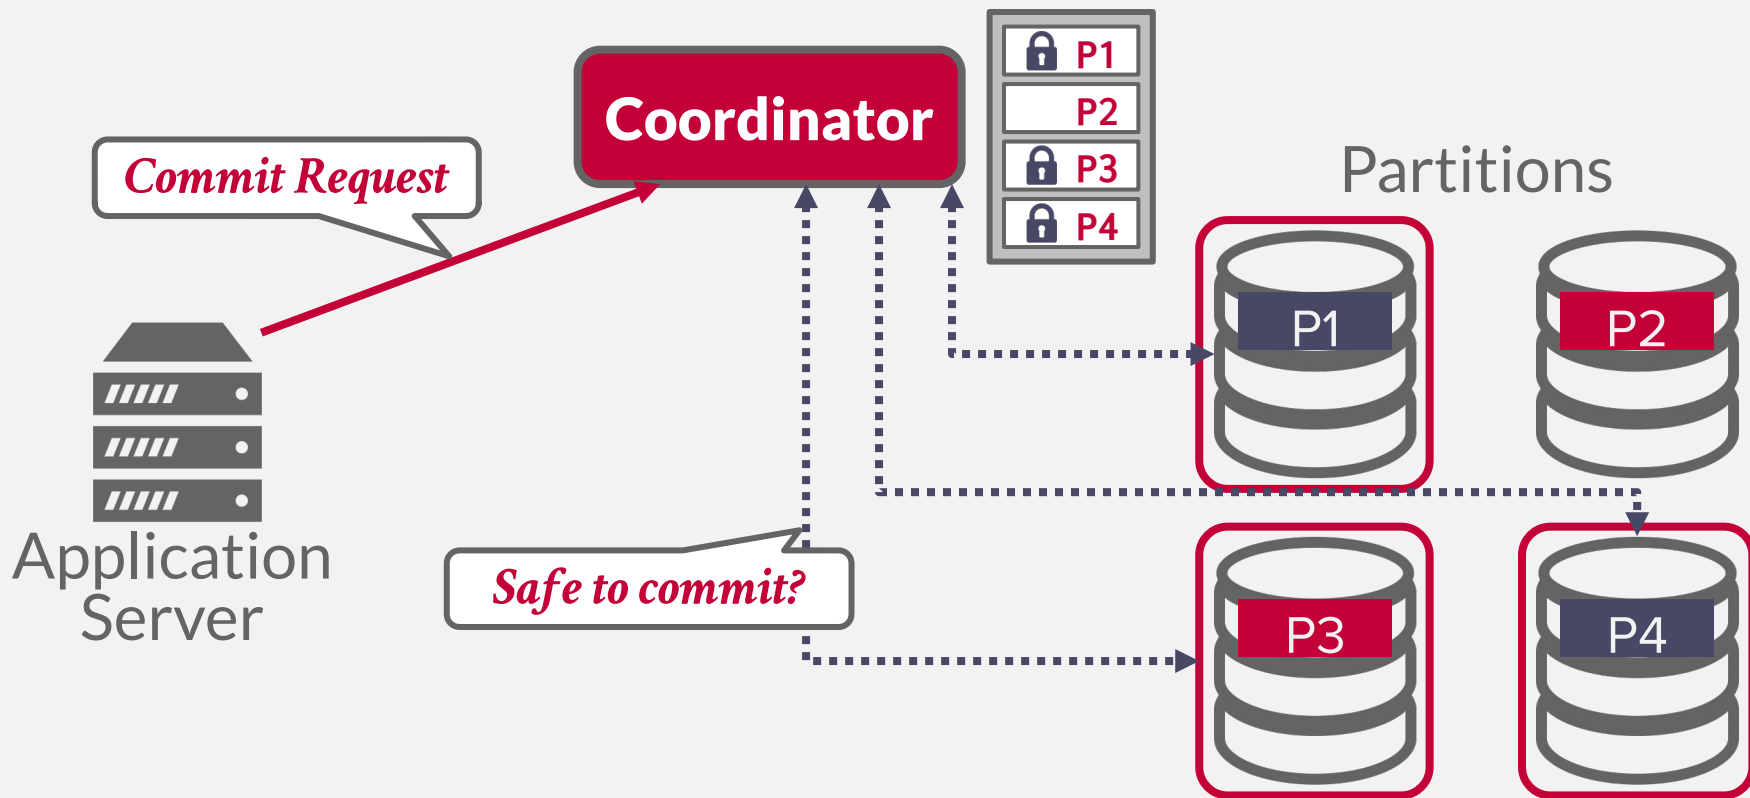 Coordinator
P1
P2
P3
P4
Commit Request
Partitions
P1
P2
Application
Server
Safe to commit?
P3
P4